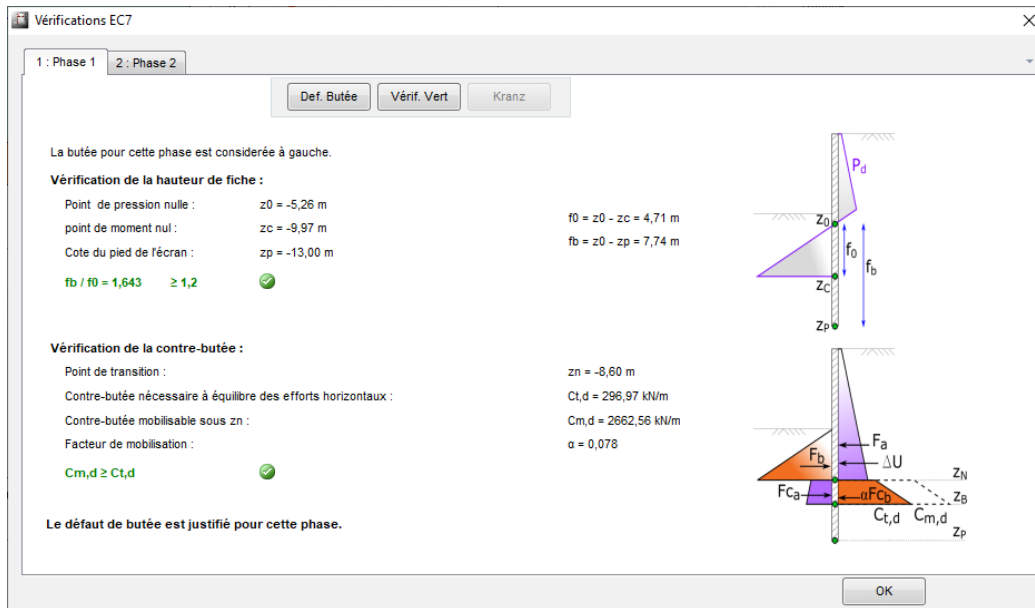 Vérifications EC7
1 : Phase 1 2 : Phase 2
Def. Butée Vérif. Vert Kranz
La butée pour cette phase est considérée à gauche.
Vérification de la hauteur de fiche :
Point de pression nulle : z0 = -5,26 m
point de moment nul : zc = -9,97 m
Cote du pied de l'écran : zp = -13,00 m
f0 = z0 - zc = 4,71 m
fb = z0 - zp = 7,74 m
fb / f0 = 1,643 ≥ 1,2
Pd
z0
f0
fb
zC
zP
Vérification de la contre-butée :
Point de transition : zn = -8,60 m
Contre-butée nécessaire à équilibre des efforts horizontaux : Ct,d = 296,97 kN/m
Contre-butée mobilisable sous zn : Cm,d = 2662,56 kN/m
Facteur de mobilisation : α = 0,078
Cm,d ≥ Ct,d
Le défaut de butée est justifié pour cette phase.
Fa
Fb ΔU
zN
Fca αFcb zB
Ct,d Cm,d
zP
OK